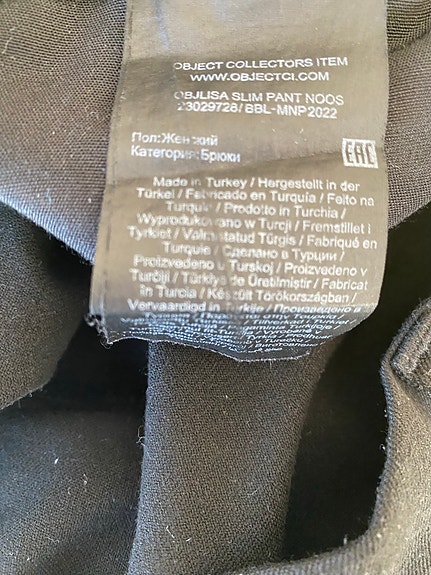 OBJECT COLLECTORS ITEM
WWW.OBJECTCI.COM
OBJLISA SLIM PANT NOOS
23029728/ BBL-MNP2022
Пол:Женский
Категория:Брюки
EAC
Made in Turkey / Hergestellt in der
Türkei / Fabricado en Turquía / Feito na
Turquia / Prodotto in Turchia /
Wyprodukowano w Turcji / Fremstillet i
Tyrkiet / Valmistatud Türgis / Fabriqué en
Turquie / Сделано в Турции /
Proizvedeno u Turskoj / Proizvedeno v
Turčiji / Türkiye'de Üretilmiştir / Fabricat
în Turcia / Készült Törökországban /
Vervaardigd in Turkije / Произведено в